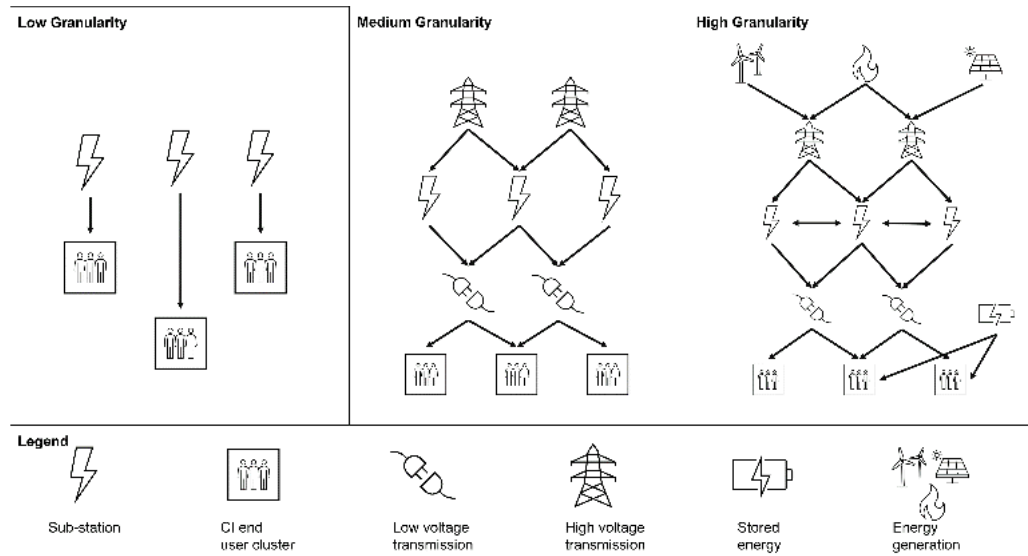 Low Granularity
Medium Granularity
High Granularity
Legend
Sub-station
CI end
user cluster
Low voltage
transmission
High voltage
transmission
Stored
energy
Energy
generation